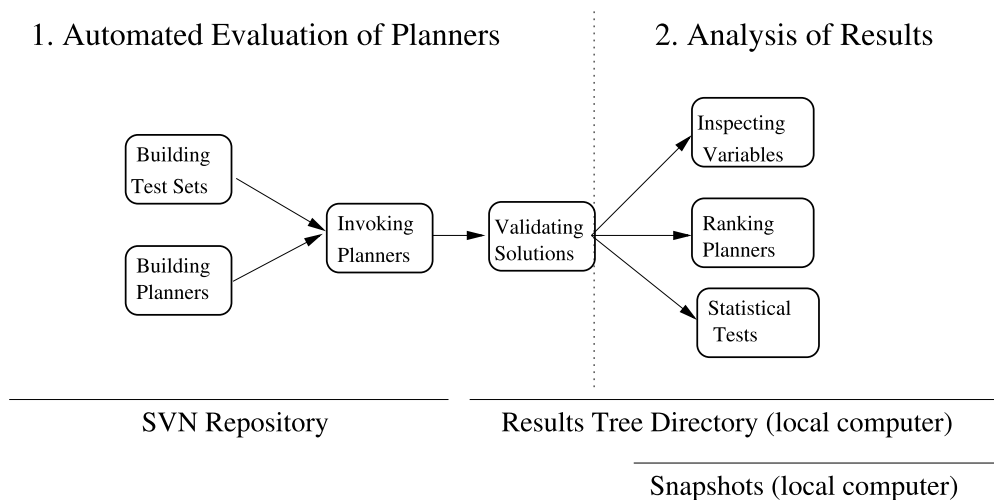 1. Automated Evaluation of Planners
2. Analysis of Results
Building
Test Sets
Building
Planners
Invoking
Planners
Validating
Solutions
Inspecting
Variables
Ranking
Planners
Statistical
Tests
SVN Repository
Results Tree Directory (local computer)
Snapshots (local computer)